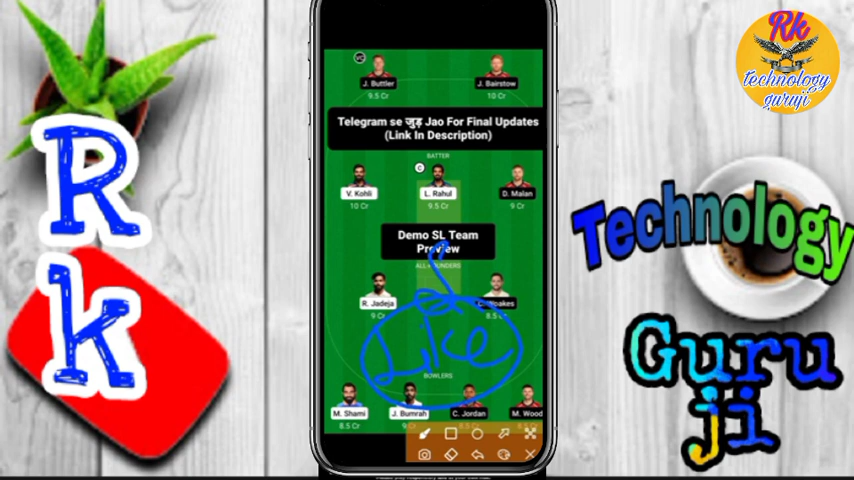 Rk
technology
guruji
R
k
Technology
Guru
ji
VC
J. Buttler
9.5 Cr
J. Bairstow
10 Cr
Telegram se जुड़ Jao For Final Updates
(Link In Description)
BATTER
C
V. Kohli
10 Cr
L. Rahul
9.5 Cr
D. Malan
9 Cr
Demo SL Team
Preview
R. Jadeja
9 Cr
8.5 Cr
Like
BOWLERS
M. Shami
8.5 Cr
J. Bumrah
9 Cr
C. Jordan
M. Wood